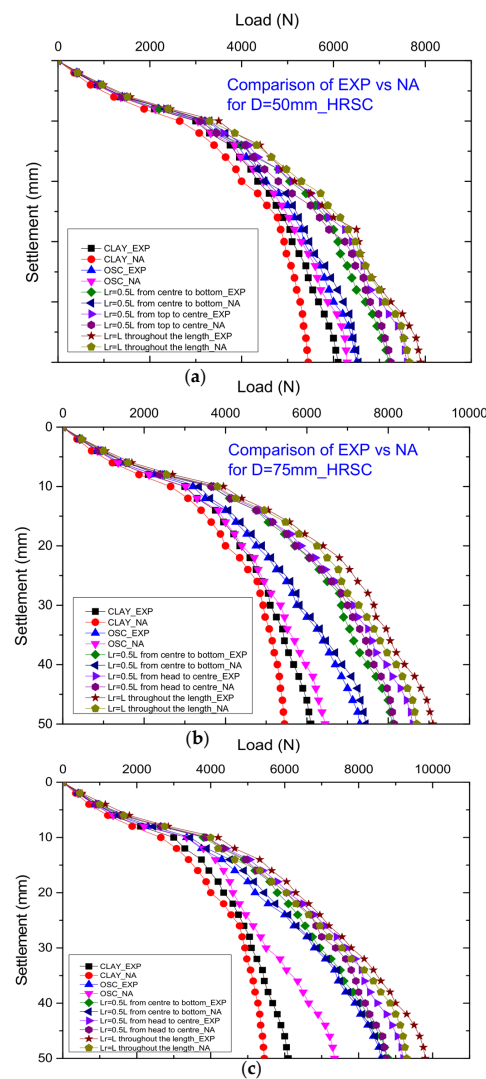 Load (N)
(a)
0 2000 4000 6000 8000
Comparison of EXP vs NA
for D=50mm_HRSC
Settlement (mm)
CLAY_EXP
CLAY_NA
OSC_EXP
OSC_NA
Lr=0.5L from centre to bottom_EXP
Lr=0.5L from centre to bottom_NA
Lr=0.5L from top to centre_EXP
Lr=0.5L from top to centre_NA
Lr=L throughout the length_EXP
Lr=L throughout the length_NA
(a)
Load (N)
0 2000 4000 6000 8000 10000
0
Comparison of EXP vs NA
for D=75mm_HRSC
10
20
Settlement (mm)
30
40
50
CLAY_EXP
CLAY_NA
OSC_EXP
OSC_NA
Lr=0.5L from centre to bottom_EXP
Lr=0.5L from centre to bottom_NA
Lr=0.5L from head to centre_EXP
Lr=0.5L from head to centre_NA
Lr=L throughout the length_EXP
Lr=L throughout the length_NA
(b)
Load (N)
0 2000 4000 6000 8000 10000
0
10
20
Settlement (mm)
30
40
50
CLAY_EXP
CLAY_NA
OSC_EXP
OSC_NA
Lr=0.5L from centre to bottom_EXP
Lr=0.5L from centre to bottom_NA
Lr=0.5L from head to centre_EXP
Lr=0.5L from head to centre_NA
Lr=L throughout the length_EXP
Lr=L throughout the length_NA
(c)